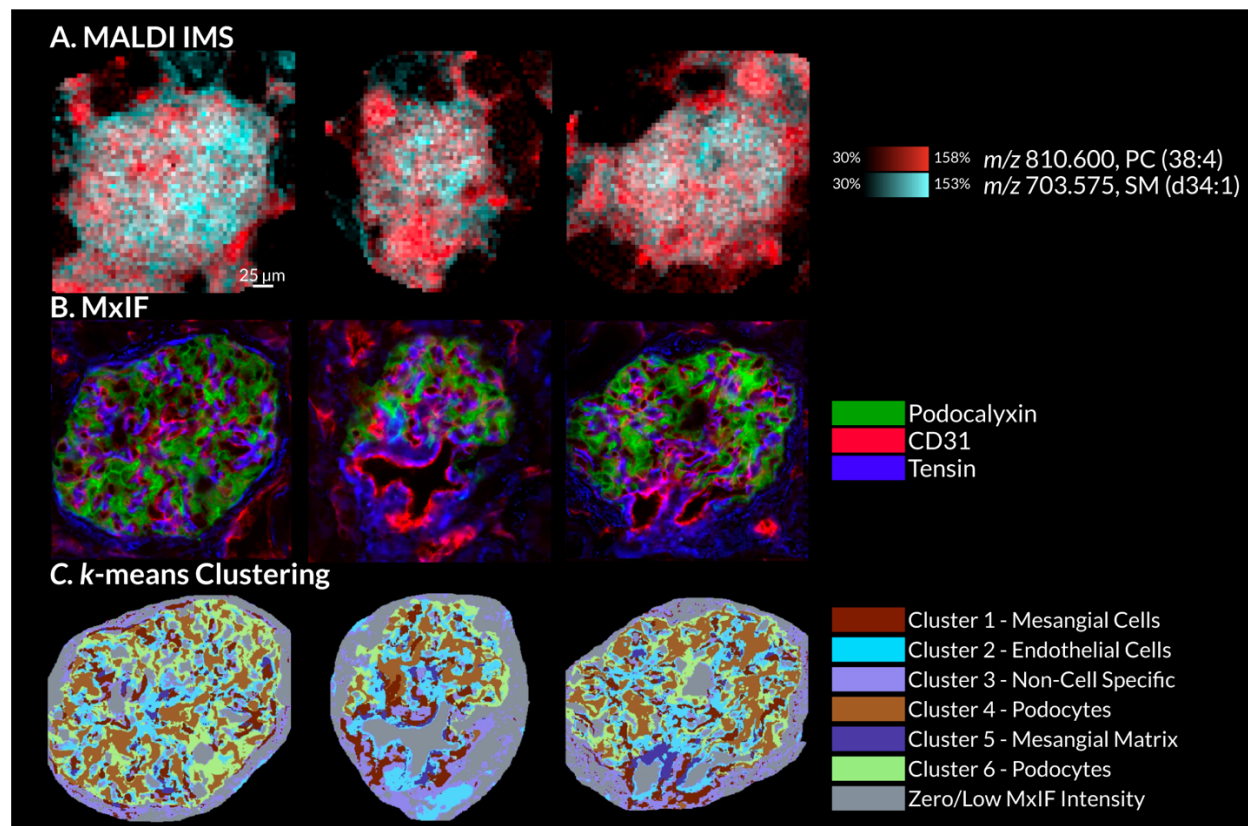 A. MALDI IMS
30% 158% m/z 810.600, PC (38:4)
30% 153% m/z 703.575, SM (d34:1)
25 µm
B. MxIF
Podocalyxin
CD31
Tensin
C. k-means Clustering
Cluster 1 - Mesangial Cells
Cluster 2 - Endothelial Cells
Cluster 3 - Non-Cell Specific
Cluster 4 - Podocytes
Cluster 5 - Mesangial Matrix
Cluster 6 - Podocytes
Zero/Low MxIF Intensity